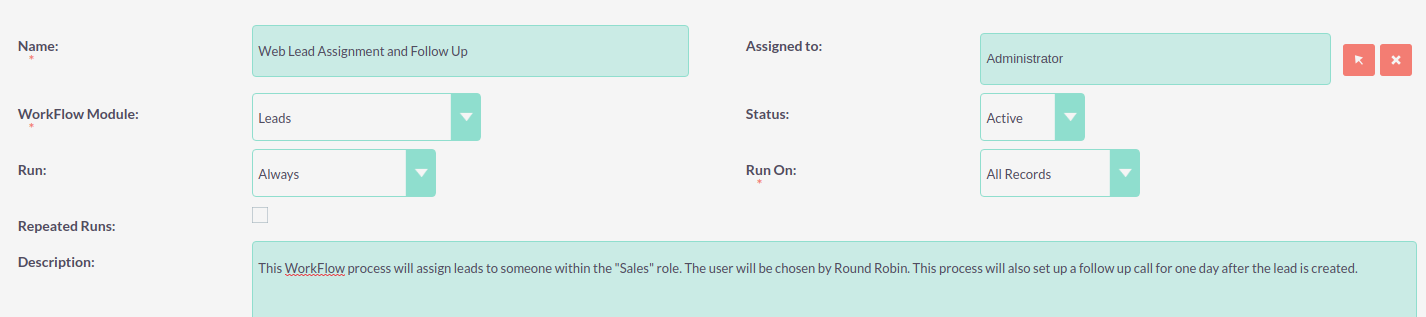 Name:
*
Web Lead Assignment and Follow Up
Assigned to:
Administrator
WorkFlow Module:
*
Leads
Status:
Active
Run:
Always
Run On:
*
All Records
Repeated Runs:
Description:
This WorkFlow process will assign leads to someone within the "Sales" role. The user will be chosen by Round Robin. This process will also set up a follow up call for one day after the lead is created.